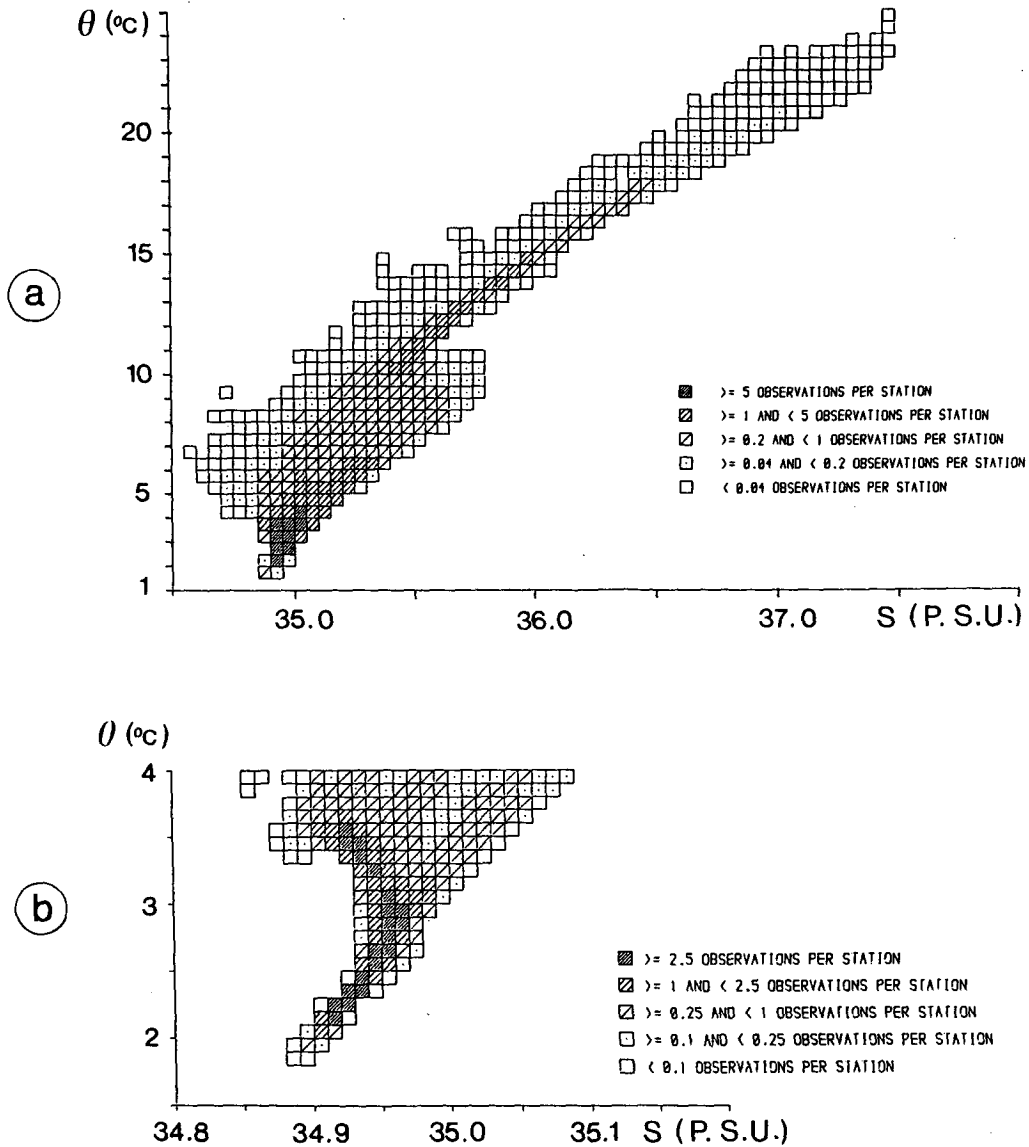 θ (ºC)
20
15
10
5
1
35.0 36.0 37.0 S (P.S.U.)
a
>= 5 OBSERVATIONS PER STATION
>= 1 AND < 5 OBSERVATIONS PER STATION
>= 0.2 AND < 1 OBSERVATIONS PER STATION
>= 0.04 AND < 0.2 OBSERVATIONS PER STATION
< 0.04 OBSERVATIONS PER STATION
θ (ºC)
4
3
2
34.8 34.9 35.0 35.1 S (P.S.U.)
b
>= 2.5 OBSERVATIONS PER STATION
>= 1 AND < 2.5 OBSERVATIONS PER STATION
>= 0.25 AND < 1 OBSERVATIONS PER STATION
>= 0.1 AND < 0.25 OBSERVATIONS PER STATION
< 0.1 OBSERVATIONS PER STATION